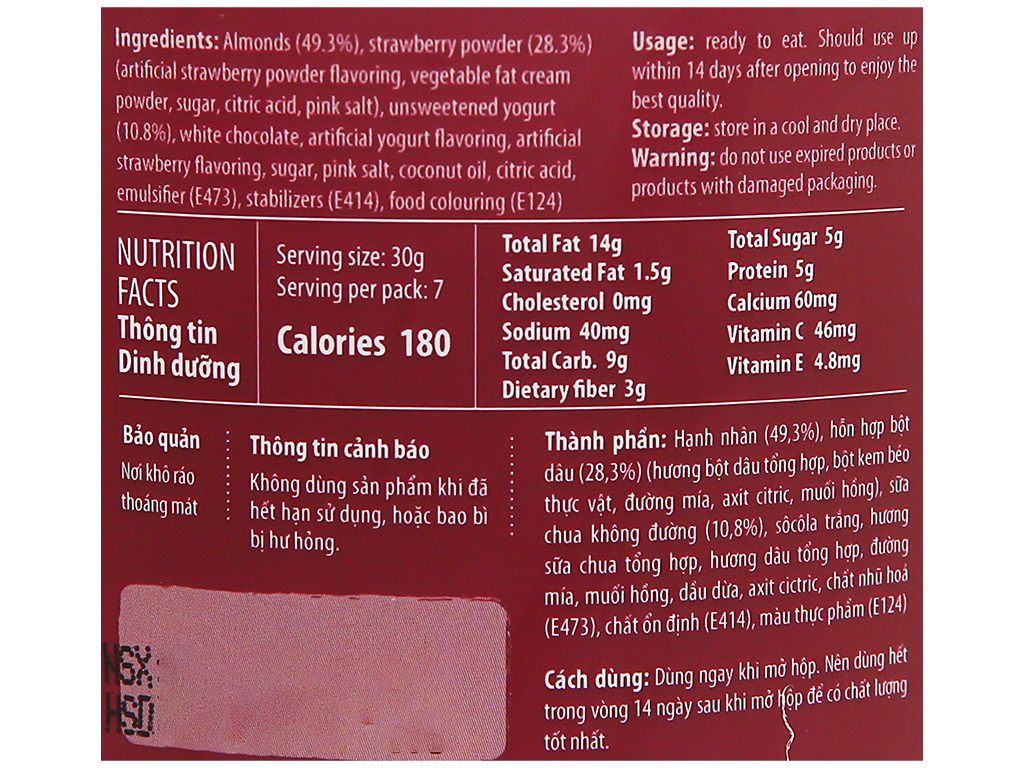 Ingredients: Almonds (49.3%), strawberry powder (28.3%)
(artificial strawberry powder flavoring, vegetable fat cream
powder, sugar, citric acid, pink salt), unsweetened yogurt
(10.8%), white chocolate, artificial yogurt flavoring, artificial
strawberry flavoring, sugar, pink salt, coconut oil, citric acid,
emulsifier (E473), stabilizers (E414), food colouring (E124)
Usage: ready to eat. Should use up
within 14 days after opening to enjoy the
best quality.
Storage: store in a cool and dry place.
Warning: do not use expired products or
products with damaged packaging.
NUTRITION
FACTS
Thông tin
Dinh dưỡng
Serving size: 30g
Serving per pack: 7
Calories 180
Total Fat 14g
Saturated Fat 1.5g
Cholesterol 0mg
Sodium 40mg
Total Carb. 9g
Dietary fiber 3g
Total Sugar 5g
Protein 5g
Calcium 60mg
Vitamin C 46mg
Vitamin E 4.8mg
Bảo quản
Nơi khô ráo
thoáng mát
Thông tin cảnh báo
Không dùng sản phẩm khi đã
hết hạn sử dụng, hoặc bao bì
bị hư hỏng.
Thành phần: Hạnh nhân (49,3%), hỗn hợp bột
dâu (28,3%) (hương bột dâu tổng hợp, bột kem béo
thực vật, đường mía, axit citric, muối hồng), sữa
chua không đường (10,8%), sôcôla trắng, hương
sữa chua tổng hợp, hương dâu tổng hợp, đường
mía, muối hồng, dầu dừa, axit cictric, chất nhũ hoá
(E473), chất ổn định (E414), màu thực phẩm (E124)
Cách dùng: Dùng ngay khi mở hộp. Nên dùng hết
trong vòng 14 ngày sau khi mở hộp để có chất lượng
tốt nhất.
NSX
HSD